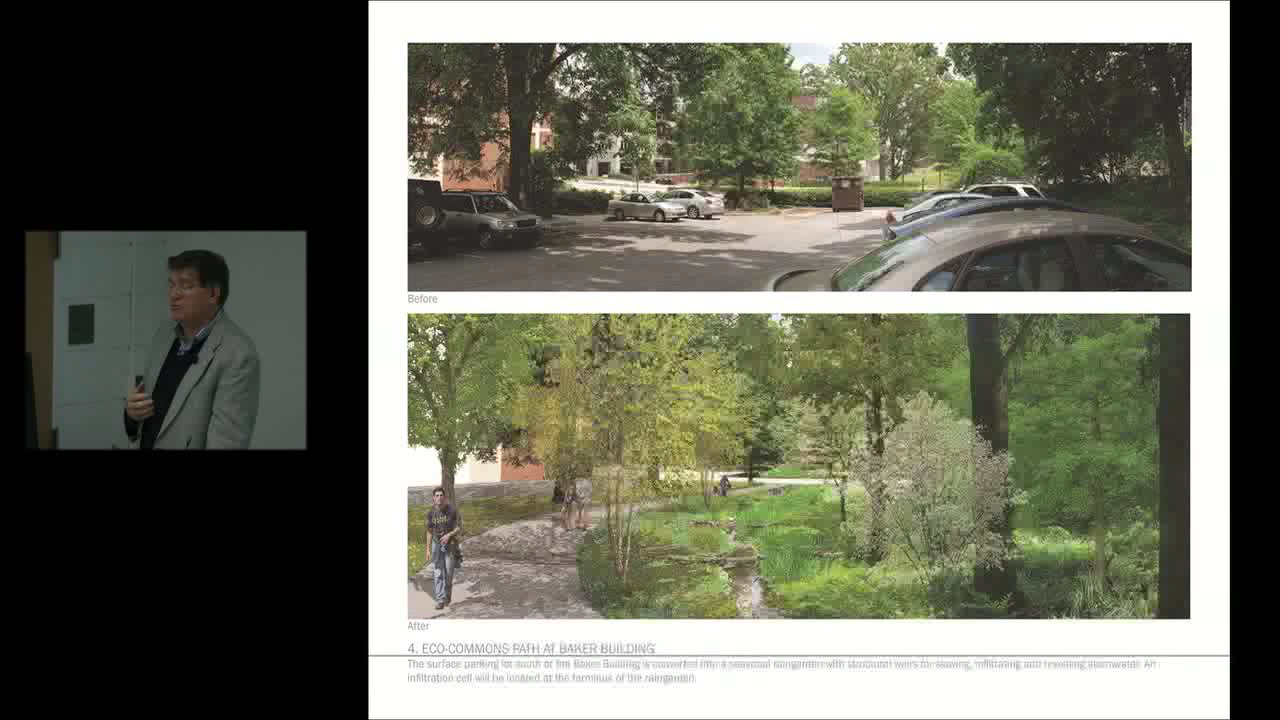 Before
After
4. ECO-COMMONS PATH AT BAKER BUILDING
The surface parking lot south of the Baker Building is converted into a seasonal raingarden with structural weirs for slowing, infiltrating and revealing stormwater. An
infiltration cell will be located at the terminus of the raingarden.